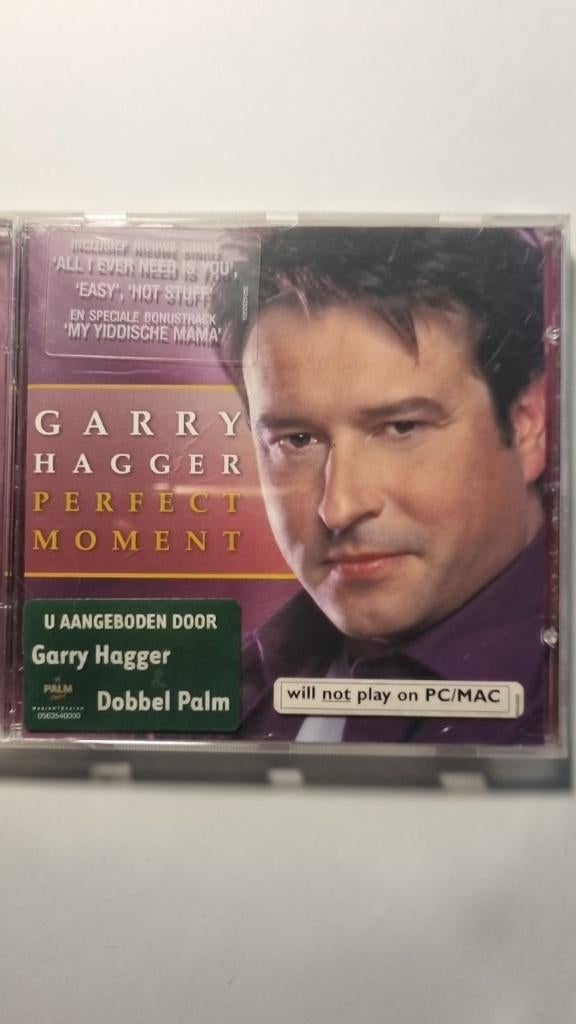 INCLUSIEF NIEUWE SINGLE
'ALL I EVER NEED IS YOU',
'EASY', 'HOT STUFF'
EN SPECIALE BONUSTRACK
'MY YIDDISCHE MAMA'
GARRY
HAGGER
PERFECT
MOMENT
U AANGEBODEN DOOR
Garry Hagger
&
Dobbel Palm
PALM
0563540000
will not play on PC/MAC